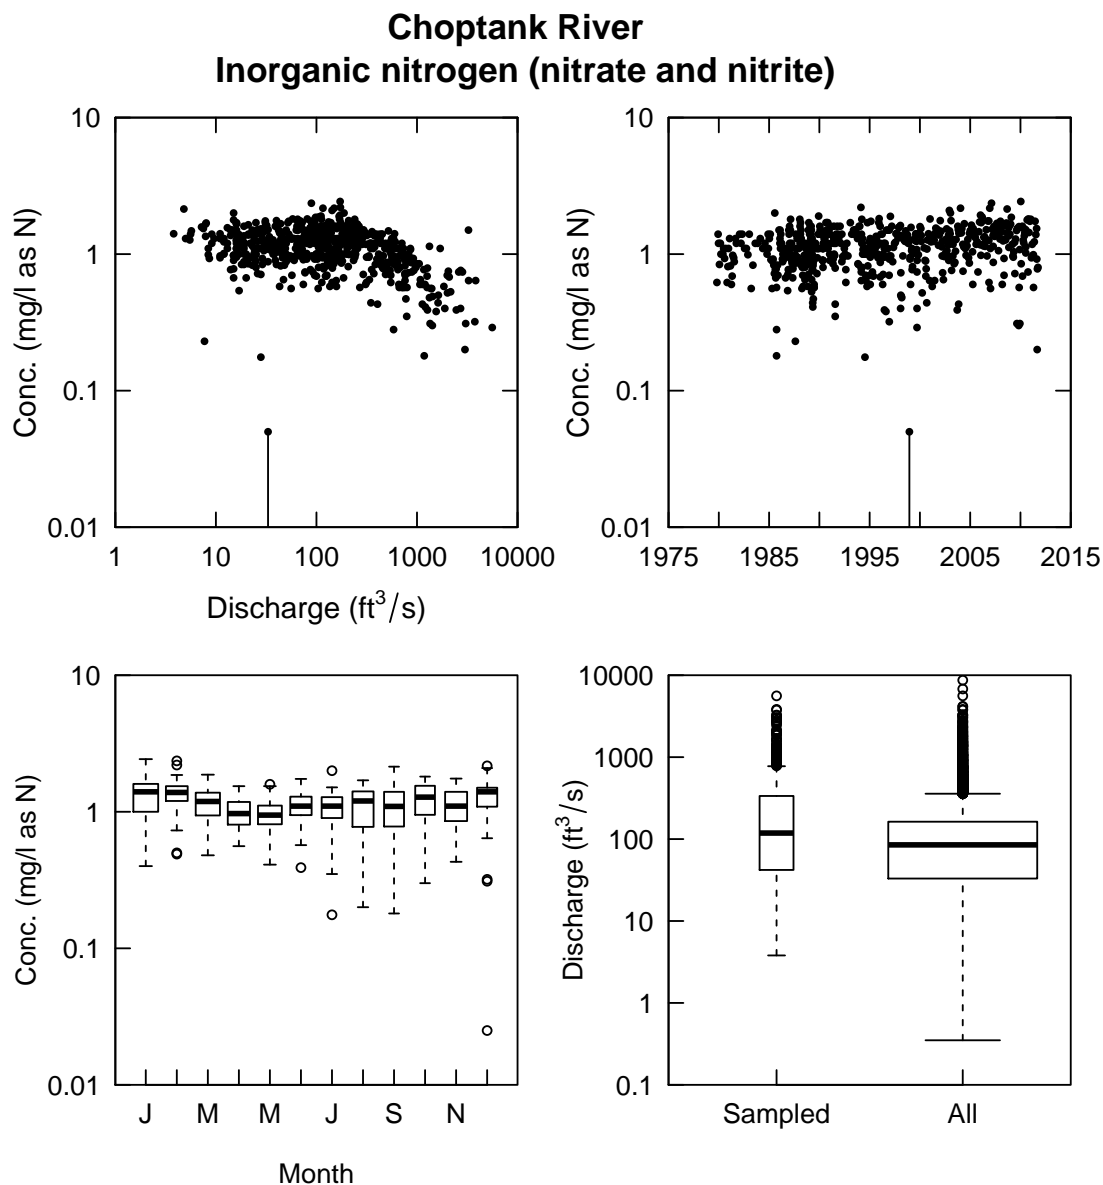 Choptank River
Inorganic nitrogen (nitrate and nitrite)
10
1
0.1
0.01
Conc. (mg/l as N)
1 10 100 1000 10000
Discharge (ft³/s)
10
1
0.1
0.01
Conc. (mg/l as N)
1975 1985 1995 2005 2015
10
1
0.1
0.01
Conc. (mg/l as N)
J M M J S N
Month
10000
1000
100
10
1
0.1
Discharge (ft³/s)
Sampled All